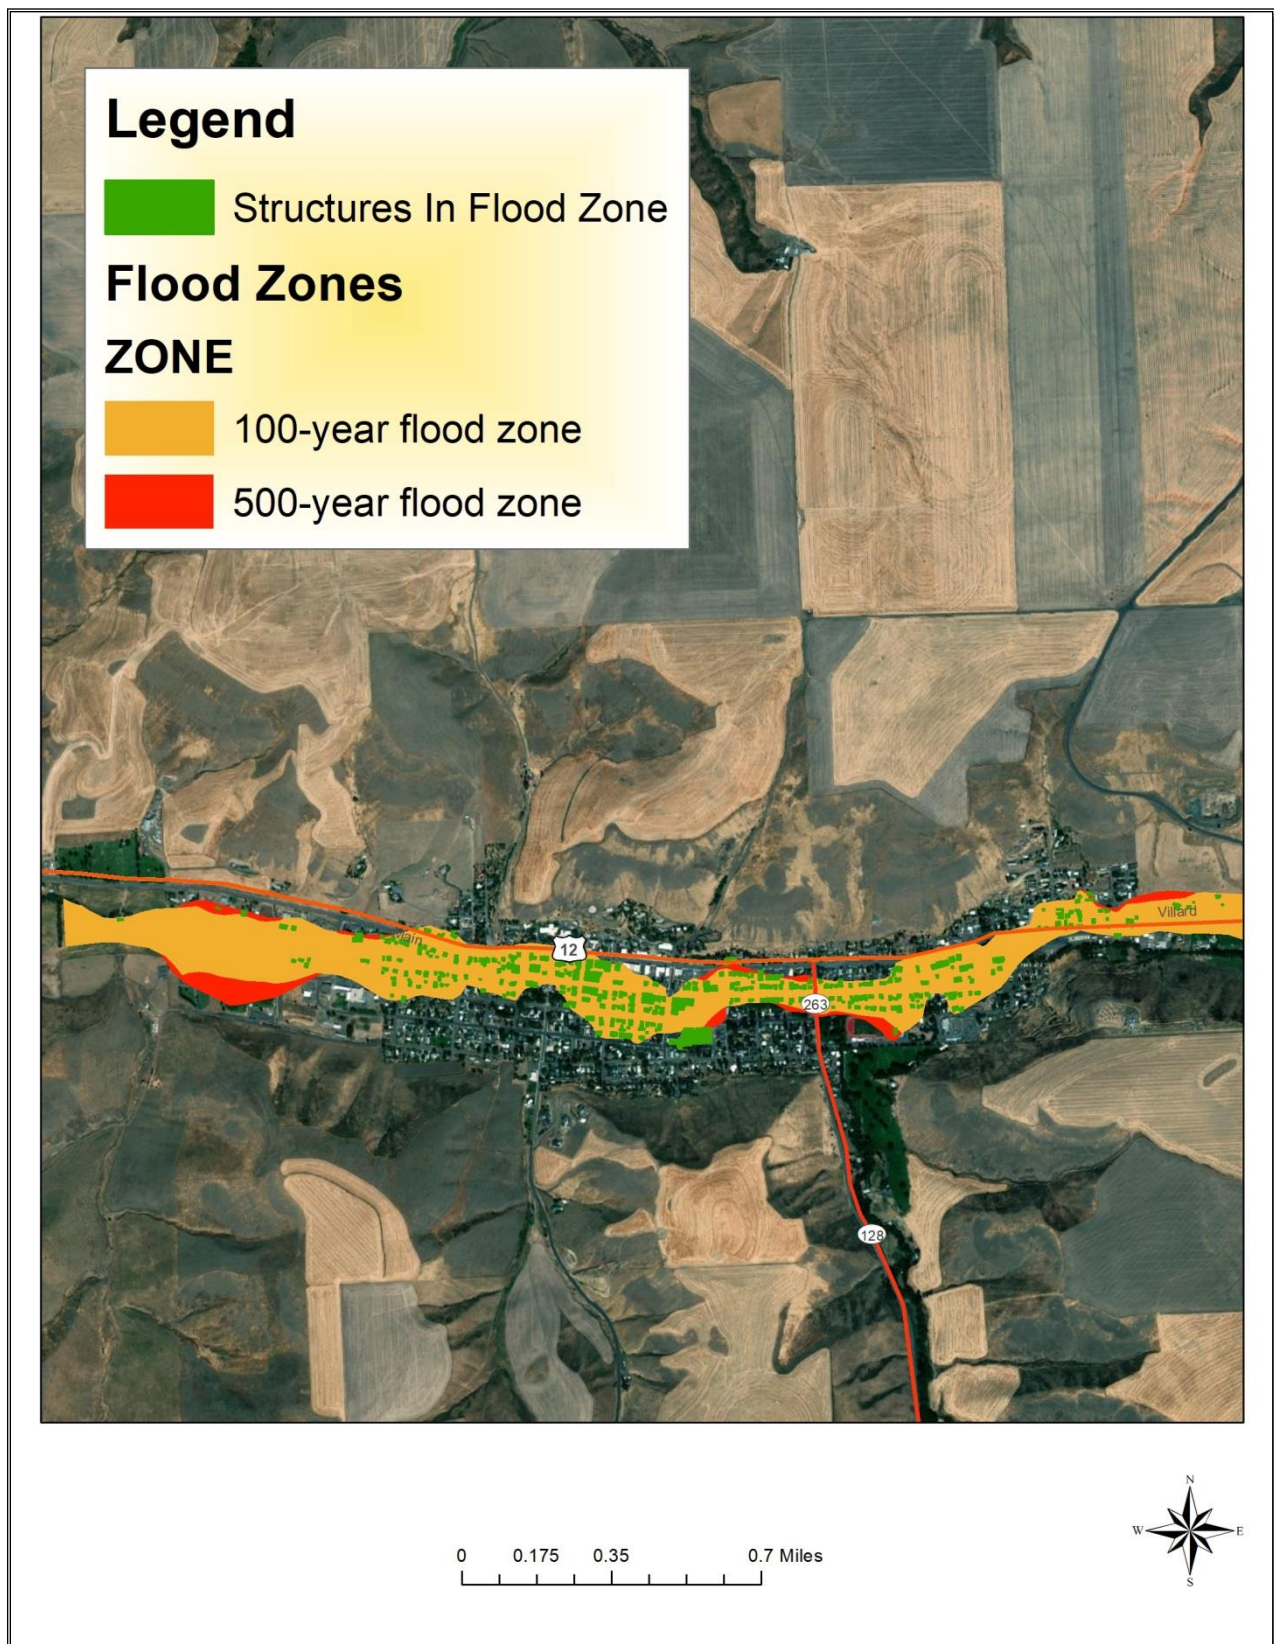 Legend
Structures In Flood Zone
Flood Zones
ZONE
100-year flood zone
500-year flood zone
Main
12
Villard
263
128
0 0.175 0.35 0.7 Miles
N
W E
S